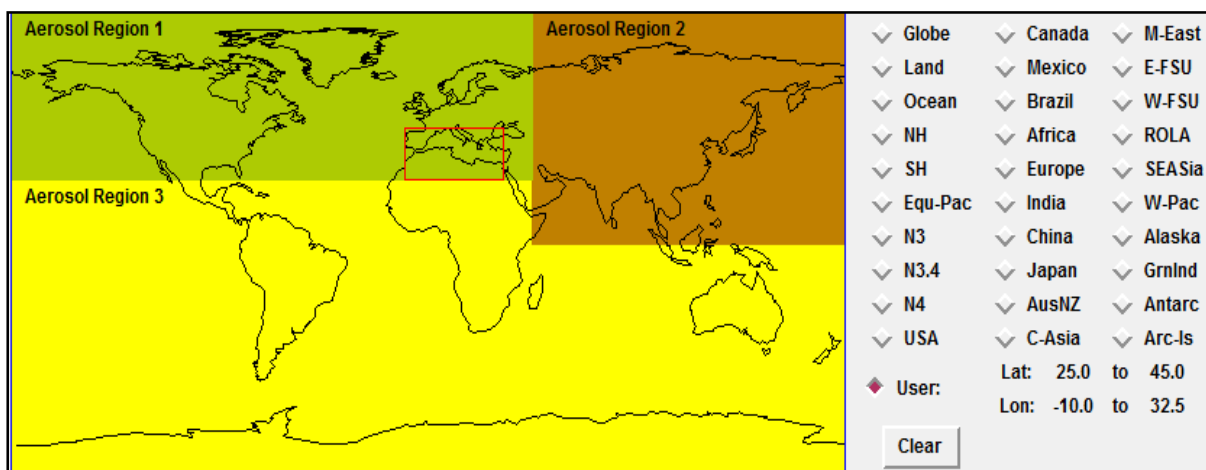 Aerosol Region 1
Aerosol Region 2
Aerosol Region 3
Globe Canada M-East
Land Mexico E-FSU
Ocean Brazil W-FSU
NH Africa ROLA
SH Europe SEASia
Equ-Pac India W-Pac
N3 China Alaska
N3.4 Japan Grnlnd
N4 AusNZ Antarc
USA C-Asia Arc-Is
User: Lat: 25.0 to 45.0
Lon: -10.0 to 32.5
Clear